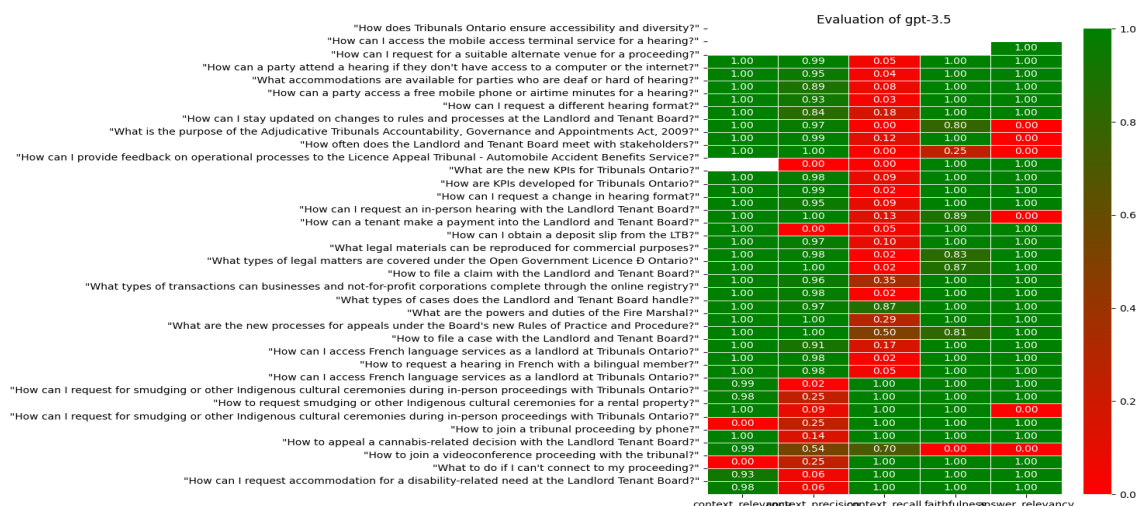 Evaluation of gpt-3.5
"How does Tribunals Ontario ensure accessibility and diversity?"
"How can I access the mobile access terminal service for a hearing?"
"How can I request for a suitable alternate venue for a proceeding?"
"How can a party attend a hearing if they don't have access to a computer or the internet?"
"What accommodations are available for parties who are deaf or hard of hearing?"
"How can a party access a free mobile phone or airtime minutes for a hearing?"
"How can I request a different hearing format?"
"How can I stay updated on changes to rules and processes at the Landlord and Tenant Board?"
"What is the purpose of the Adjudicative Tribunals Accountability, Governance and Appointments Act, 2009?"
"How often does the Landlord and Tenant Board meet with stakeholders?"
"How can I provide feedback on operational processes to the Licence Appeal Tribunal - Automobile Accident Benefits Service?"
"What are the new KPIs for Tribunals Ontario?"
"How are KPIs developed for Tribunals Ontario?"
"How can I request a change in hearing format?"
"How can I request an in-person hearing with the Landlord Tenant Board?"
"How can a tenant make a payment into the Landlord and Tenant Board?"
"How can I obtain a deposit slip from the LTB?"
"What legal materials can be reproduced for commercial purposes?"
"What types of legal matters are covered under the Open Government Licence Ð Ontario?"
"How to file a claim with the Landlord and Tenant Board?"
"What types of transactions can businesses and not-for-profit corporations complete through the online registry?"
"What types of cases does the Landlord and Tenant Board handle?"
"What are the powers and duties of the Fire Marshal?"
"What are the new processes for appeals under the Board's new Rules of Practice and Procedure?"
"How to file a case with the Landlord and Tenant Board?"
"How can I access French language services as a landlord at Tribunals Ontario?"
"How to request a hearing in French with a bilingual member?"
"How can I access French language services as a landlord at Tribunals Ontario?"
"How can I request for smudging or other Indigenous cultural ceremonies during in-person proceedings with Tribunals Ontario?"
"How to request smudging or other Indigenous cultural ceremonies for a rental property?"
"How can I request for smudging or other Indigenous cultural ceremonies during in-person proceedings with Tribunals Ontario?"
"How to join a tribunal proceeding by phone?"
"How to appeal a cannabis-related decision with the Landlord Tenant Board?"
"How to join a videoconference proceeding with the tribunal?"
"What to do if I can't connect to my proceeding?"
"How can I request accommodation for a disability-related need at the Landlord Tenant Board?"
1.00
1.00 0.99 0.05 1.00 1.00
1.00 0.95 0.04 1.00 1.00
1.00 0.89 0.08 1.00 1.00
1.00 0.93 0.03 1.00 1.00
1.00 0.84 0.18 1.00 1.00
1.00 0.97 0.00 0.80 0.00
1.00 0.99 0.12 1.00 0.00
1.00 1.00 0.00 0.25 0.00
0.00 0.00 1.00 1.00
1.00 0.98 0.09 1.00 1.00
1.00 0.99 0.02 1.00 1.00
1.00 0.95 0.09 1.00 1.00
1.00 1.00 0.13 0.89 0.00
1.00 0.00 0.05 1.00 1.00
1.00 0.97 0.10 1.00 1.00
1.00 0.98 0.02 0.83 1.00
1.00 1.00 0.02 0.87 1.00
1.00 0.96 0.35 1.00 1.00
1.00 0.98 0.02 1.00 1.00
1.00 0.97 0.87 1.00 1.00
1.00 1.00 0.29 1.00 1.00
1.00 1.00 0.50 0.81 1.00
1.00 0.91 0.17 1.00 1.00
1.00 0.98 0.02 1.00 1.00
1.00 0.98 0.05 1.00 1.00
0.99 0.02 1.00 1.00 1.00
0.98 0.25 1.00 1.00 1.00
1.00 0.09 1.00 1.00 0.00
0.00 0.25 1.00 1.00 1.00
1.00 0.14 1.00 1.00 1.00
0.99 0.54 0.70 0.00 0.00
0.00 0.25 1.00 1.00 1.00
0.93 0.06 1.00 1.00 1.00
0.98 0.06 1.00 1.00 1.00
context_relevancy context_precision context_recall faithfulness answer_relevancy
1.0
0.8
0.6
0.4
0.2
0.0